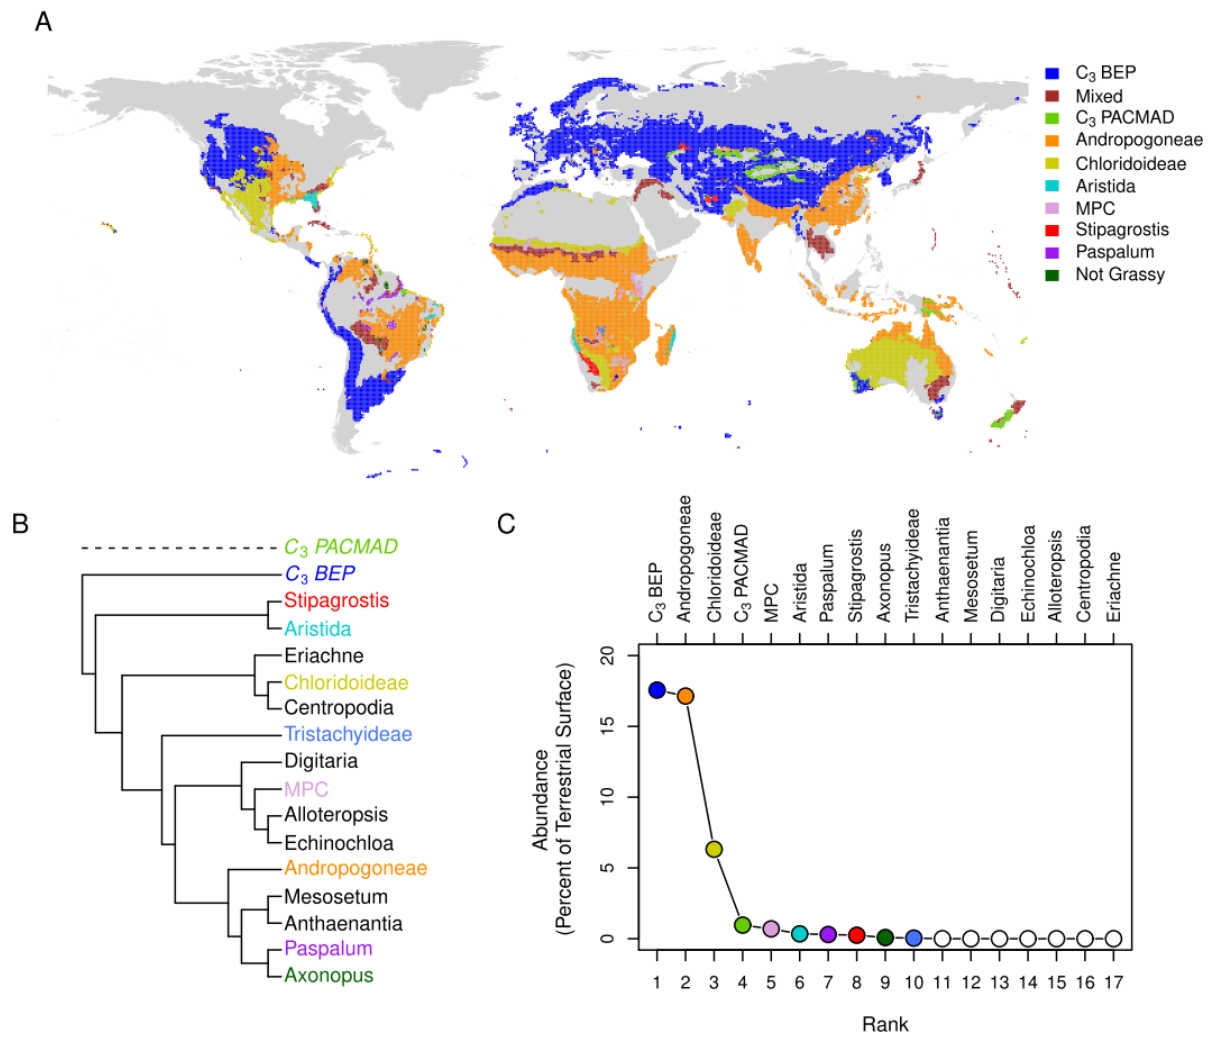 A
C3 BEP
Mixed
C3 PACMAD
Andropogoneae
Chloridoideae
Aristida
MPC
Stipagrostis
Paspalum
Not Grassy
B
C3 PACMAD
C3 BEP
Stipagrostis
Aristida
Eriachne
Chloridoideae
Centropodia
Tristachyideae
Digitaria
MPC
Alloteropsis
Echinochloa
Andropogoneae
Mesosetum
Anthaenantia
Paspalum
Axonopus
C
C3 BEP
Andropogoneae
Chloridoideae
C3 PACMAD
MPC
Aristida
Paspalum
Stipagrostis
Axonopus
Tristachyideae
Anthaenantia
Mesosetum
Digitaria
Echinochloa
Alloteropsis
Centropodia
Eriachne
Abundance
(Percent of Terrestrial Surface)
20
15
10
5
0
1 2 3 4 5 6 7 8 9 10 11 12 13 14 15 16 17
Rank